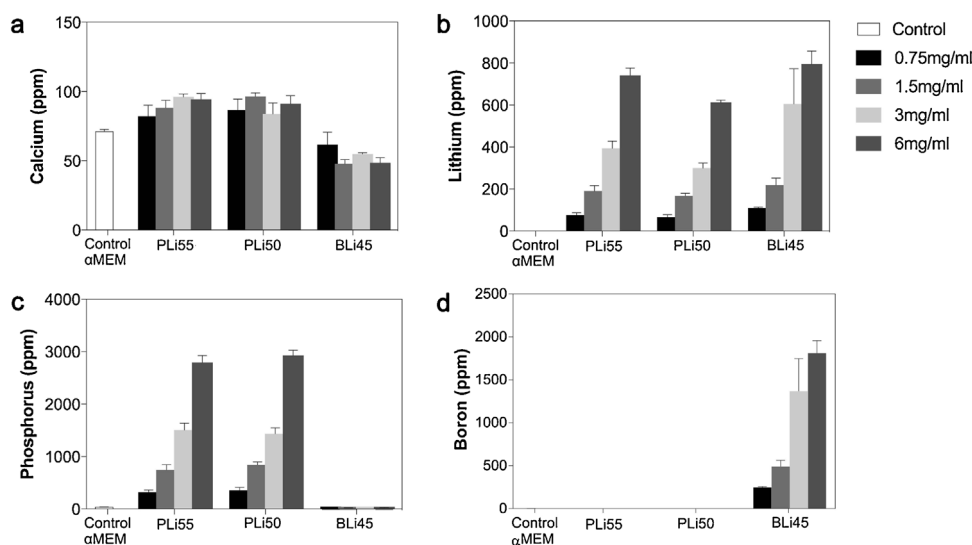 a
150
100
50
0
Calcium (ppm)
Control
αMEM
PLi55
PLi50
BLi45
b
1000
800
600
400
200
0
Lithium (ppm)
Control
αMEM
PLi55
PLi50
BLi45
Control
0.75mg/ml
1.5mg/ml
3mg/ml
6mg/ml
c
4000
3000
2000
1000
0
Phosphorus (ppm)
Control
αMEM
PLi55
PLi50
BLi45
d
2500
2000
1500
1000
500
0
Boron (ppm)
Control
αMEM
PLi55
PLi50
BLi45